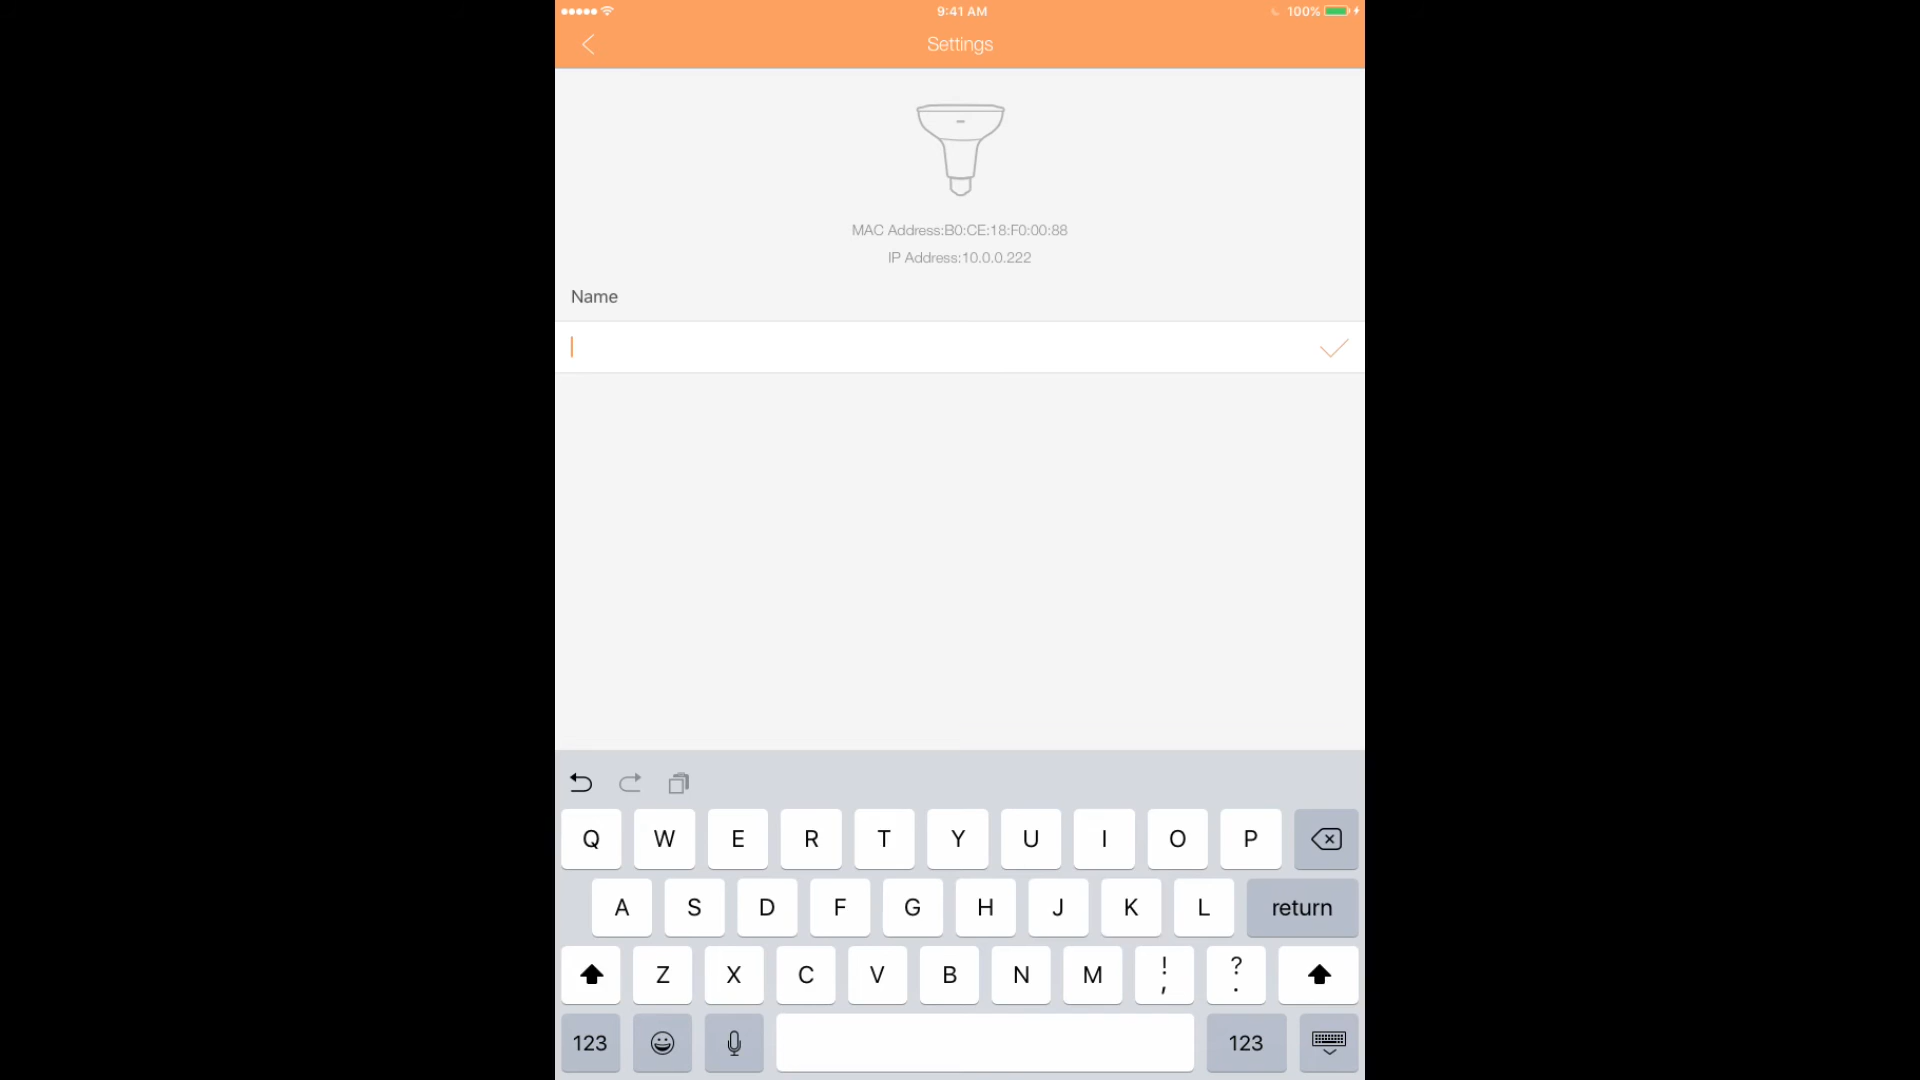 9:41 AM
100%
Settings
MAC Address:B0:CE:18:F0:00:88
IP Address:10.0.0.222
Name
Q W E R T Y U I O P
A S D F G H J K L return
Z X C V B N M ! , ? .
123 123